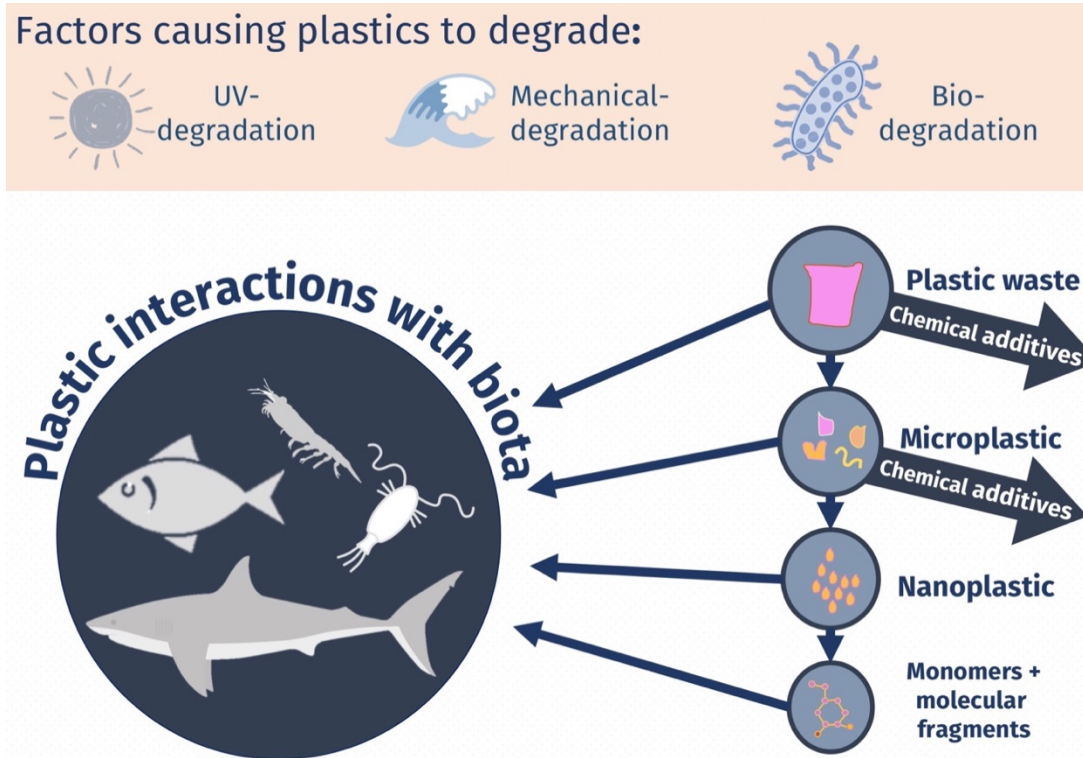 Factors causing plastics to degrade:
UV-
degradation
Mechanical-
degradation
Bio-
degradation
Plastic interactions with biota
Plastic waste
Chemical additives
Microplastic
Chemical additives
Nanoplastic
Monomers +
molecular
fragments